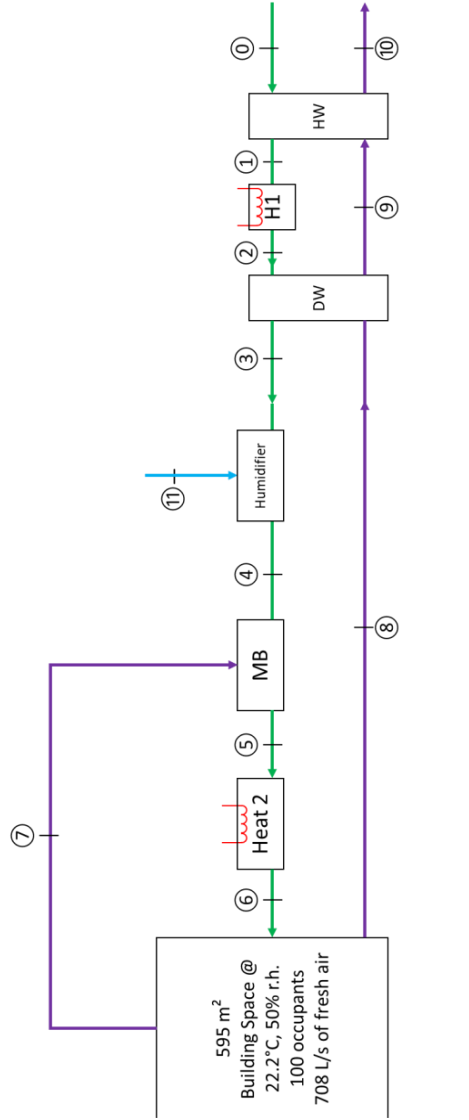 595 m²
Building Space @
22.2°C, 50% r.h.
100 occupants
708 L/s of fresh air
6
Heat 2
5
MB
4
Humidifier
3
DW
2
H1
1
HW
0
7
11
8
9
10